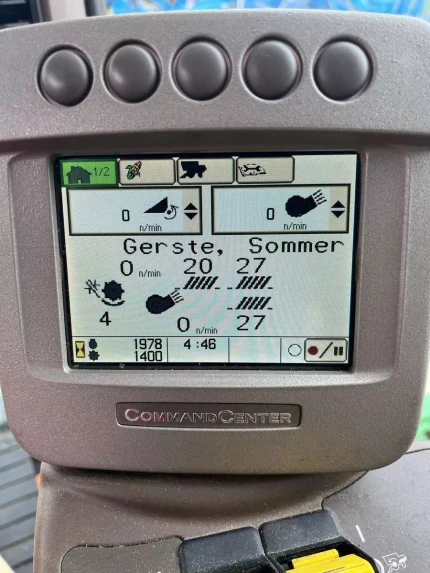 1/2
0 0
n/min n/min
Gerste, Sommer
0 n/min 20 27
4
0 n/min 27
1978 4:46
1400
COMMANDCENTER